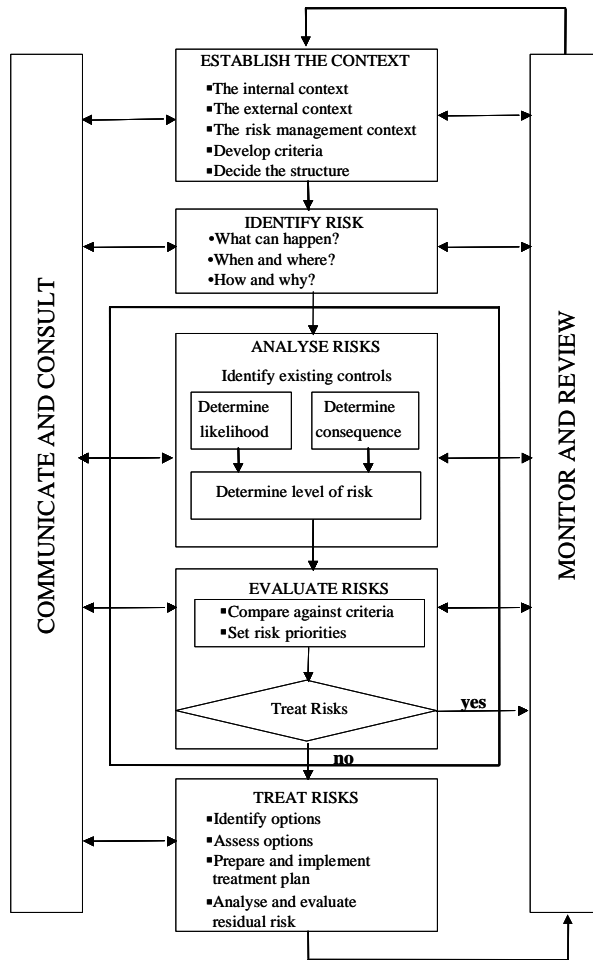 COMMUNICATE AND CONSULT
ESTABLISH THE CONTEXT
▪The internal context
▪The external context
▪The risk management context
▪Develop criteria
▪Decide the structure
IDENTIFY RISK
•What can happen?
•When and where?
•How and why?
ANALYSE RISKS
Identify existing controls
Determine
likelihood
Determine
consequence
Determine level of risk
EVALUATE RISKS
▪Compare against criteria
▪Set risk priorities
Treat Risks
yes
no
TREAT RISKS
▪Identify options
▪Assess options
▪Prepare and implement
treatment plan
▪Analyse and evaluate
residual risk
MONITOR AND REVIEW